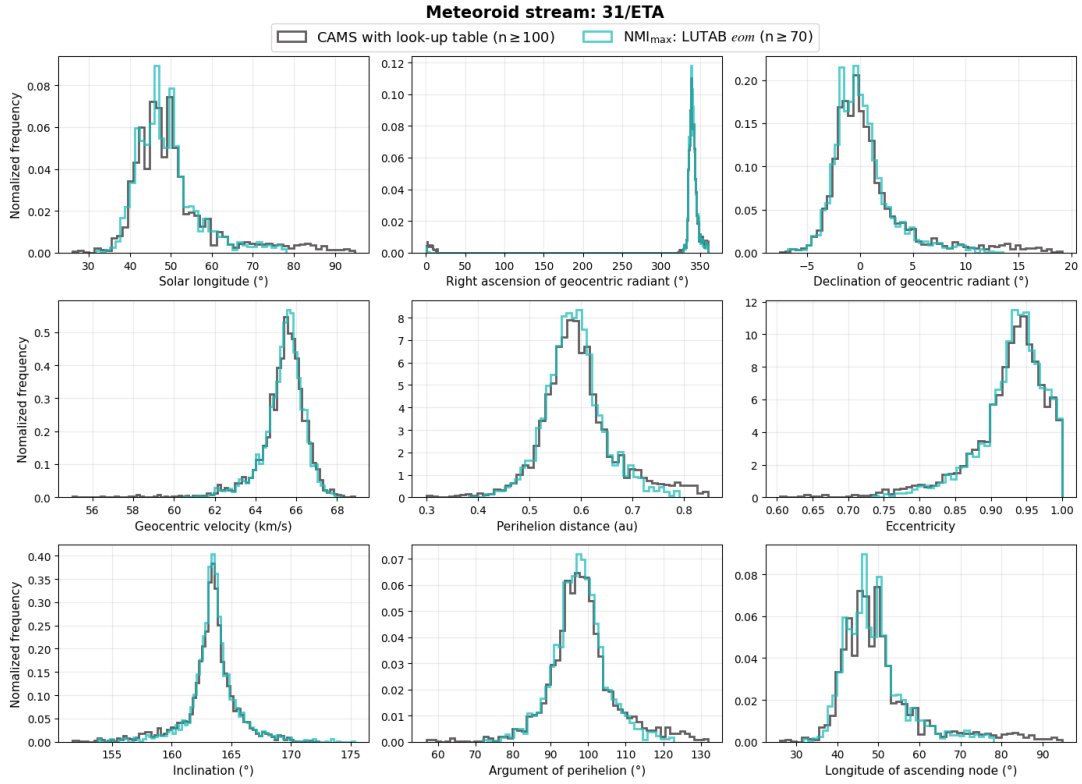 Meteoroid stream: 31/ETA
CAMS with look-up table (n ≥ 100) NMImax: LUTAB eom (n ≥ 70)
Nomalized frequency
0.00
0.02
0.04
0.06
0.08
30 40 50 60 70 80 90
Solar longitude (°)
0.00
0.02
0.04
0.06
0.08
0.10
0.12
0 50 100 150 200 250 300 350
Right ascension of geocentric radiant (°)
0.00
0.05
0.10
0.15
0.20
−5 0 5 10 15 20
Declination of geocentric radiant (°)
Nomalized frequency
0.0
0.1
0.2
0.3
0.4
0.5
56 58 60 62 64 66 68
Geocentric velocity (km/s)
0
1
2
3
4
5
6
7
8
0.3 0.4 0.5 0.6 0.7 0.8
Perihelion distance (au)
0
2
4
6
8
10
12
0.60 0.65 0.70 0.75 0.80 0.85 0.90 0.95 1.00
Eccentricity
Nomalized frequency
0.00
0.05
0.10
0.15
0.20
0.25
0.30
0.35
0.40
155 160 165 170 175
Inclination (°)
0.00
0.01
0.02
0.03
0.04
0.05
0.06
0.07
60 70 80 90 100 110 120 130
Argument of perihelion (°)
0.00
0.02
0.04
0.06
0.08
30 40 50 60 70 80 90
Longitude of ascending node (°)